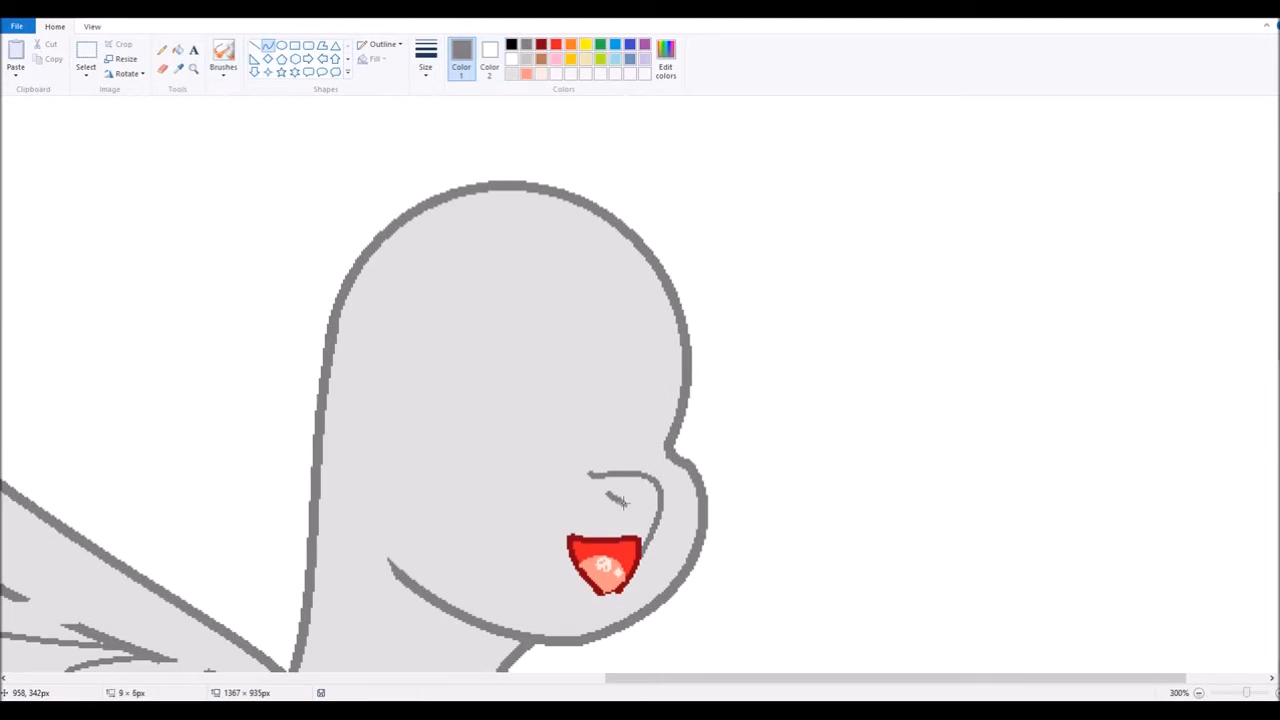 File Home View
Paste
Cut
Copy
Clipboard
Select
Crop
Resize
Rotate
Image
A
Tools
Brushes
Outline
Fill
Shapes
Size
Color 1
Color 2
Edit colors
Colors
958, 342px
9 × 6px
1367 × 935px
300%